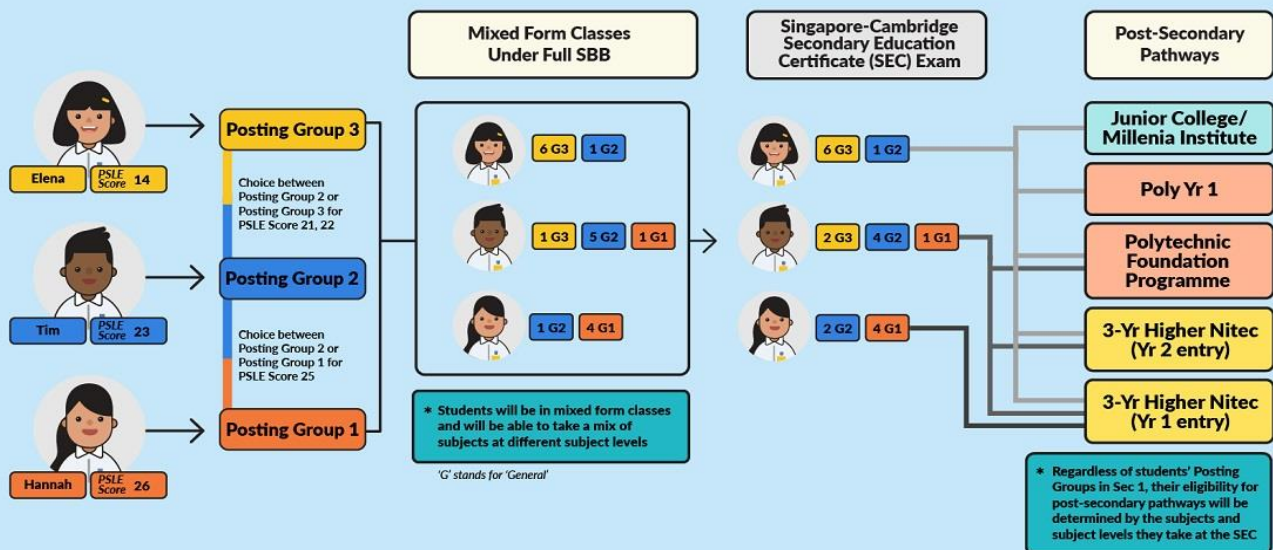 Mixed Form Classes
Under Full SBB
Singapore-Cambridge
Secondary Education
Certificate (SEC) Exam
Post-Secondary
Pathways
Elena
PSLE
Score 14
Tim
PSLE
Score 23
Hannah
PSLE
Score 26
Posting Group 3
Choice between
Posting Group 2 or
Posting Group 3 for
PSLE Score 21, 22
Posting Group 2
Choice between
Posting Group 2 or
Posting Group 1 for
PSLE Score 25
Posting Group 1
6 G3 1 G2
1 G3 5 G2 1 G1
1 G2 4 G1
* Students will be in mixed form classes
and will be able to take a mix of
subjects at different subject levels
'G' stands for 'General'
6 G3 1 G2
2 G3 4 G2 1 G1
2 G2 4 G1
Junior College/
Millenia Institute
Poly Yr 1
Polytechnic
Foundation
Programme
3-Yr Higher Nitec
(Yr 2 entry)
3-Yr Higher Nitec
(Yr 1 entry)
* Regardless of students' Posting
Groups in Sec 1, their eligibility for
post-secondary pathways will be
determined by the subjects and
subject levels they take at the SEC